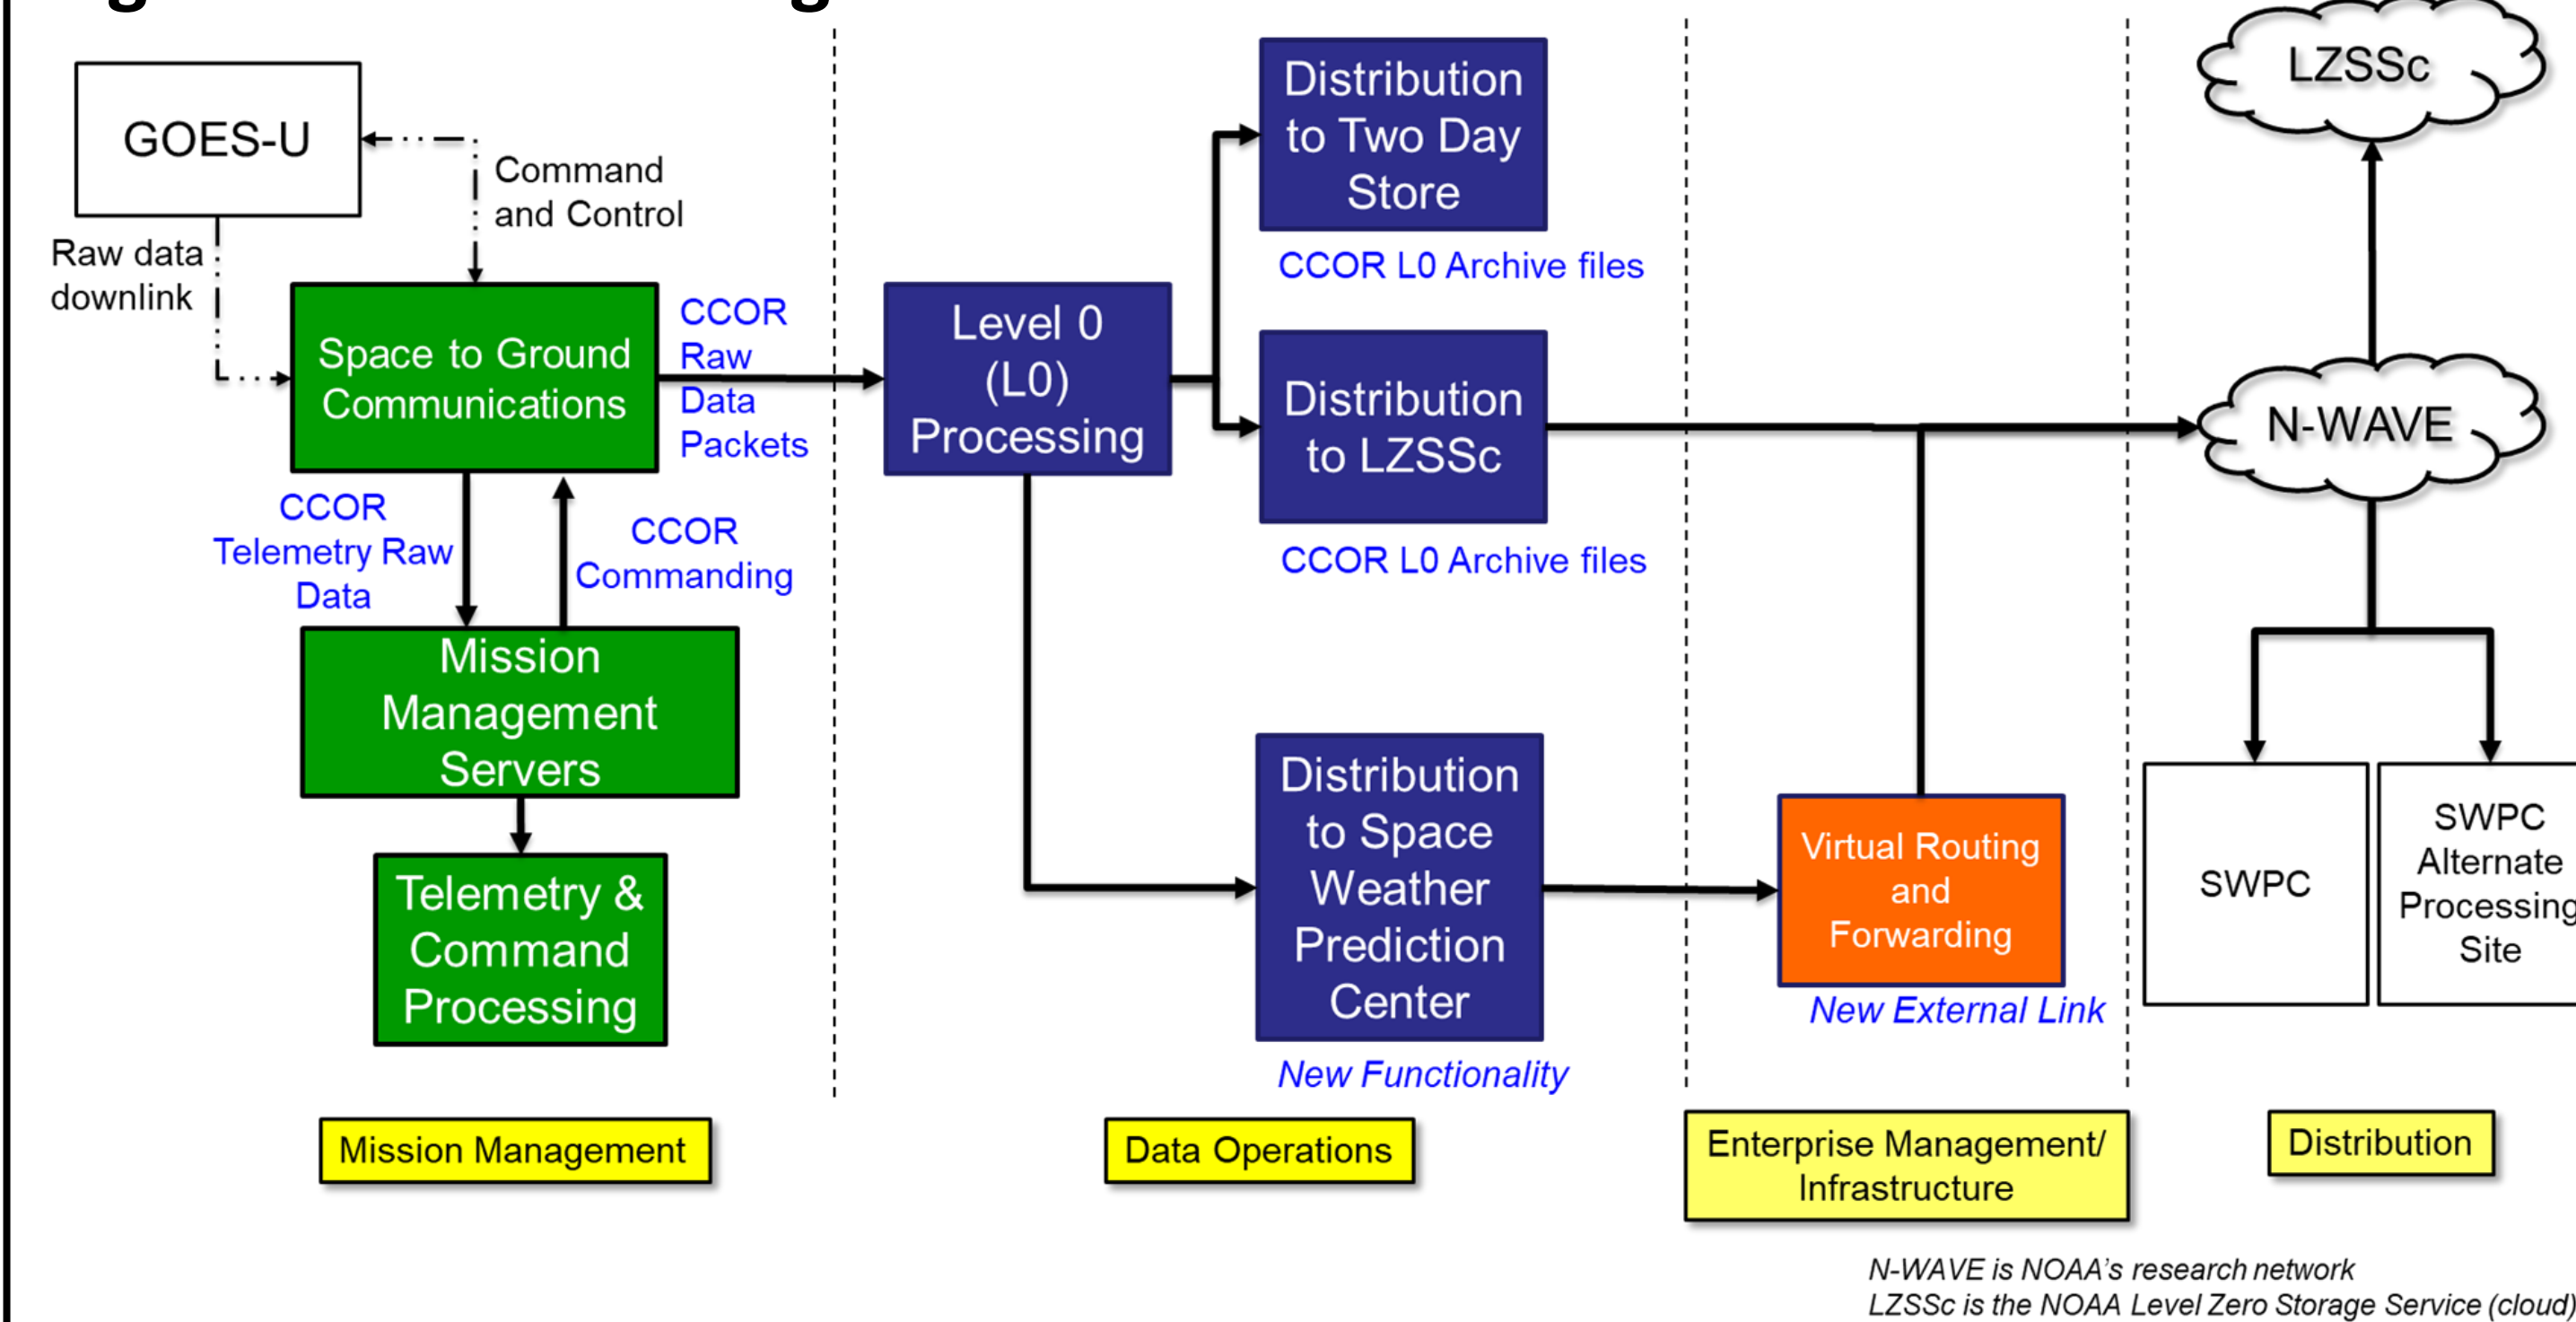 GOES-U
Command
and Control
Raw data
downlink
Space to Ground
Communications
CCOR
Raw
Data
Packets
CCOR
Telemetry Raw
Data
CCOR
Commanding
Mission
Management
Servers
Telemetry &
Command
Processing
Mission Management
Level 0
(L0)
Processing
Distribution
to Two Day
Store
CCOR L0 Archive files
Distribution
to LZSSc
CCOR L0 Archive files
Distribution
to Space
Weather
Prediction
Center
New Functionality
Data Operations
Virtual Routing
and
Forwarding
New External Link
Enterprise Management/
Infrastructure
LZSSc
N-WAVE
SWPC
SWPC
Alternate
Processing
Site
Distribution
N-WAVE is NOAA's research network
LZSSc is the NOAA Level Zero Storage Service (cloud)